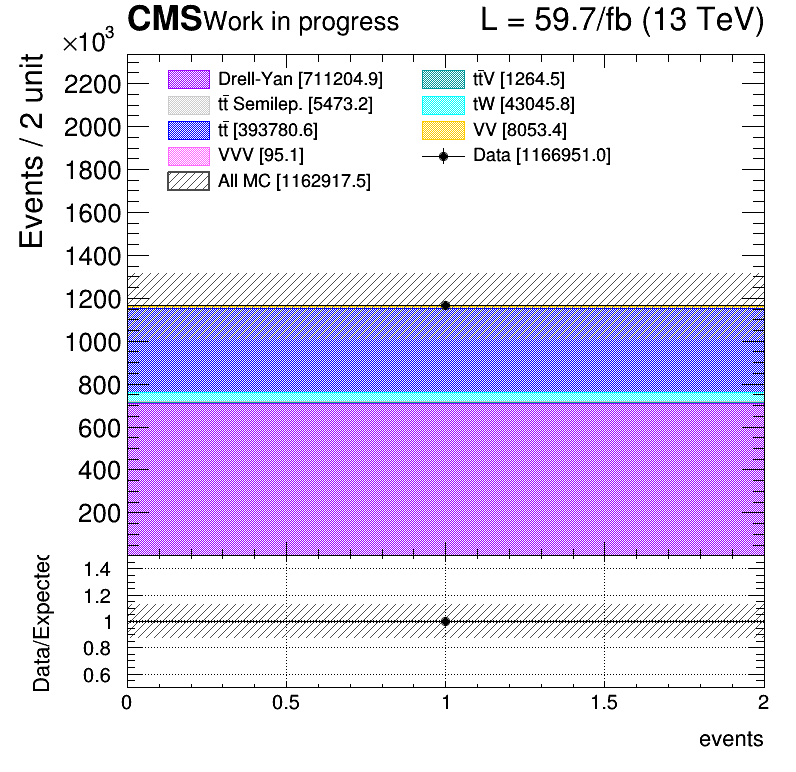 CMS Work in progress L = 59.7/fb (13 TeV)
×10³
Events / 2 unit
Drell-Yan [711204.9]
tt̄ Semilep. [5473.2]
tt̄ [393780.6]
VVV [95.1]
All MC [1162917.5]
tt̄V [1264.5]
tW [43045.8]
VV [8053.4]
Data [1166951.0]
2200
2000
1800
1600
1400
1200
1000
800
600
400
200
Data/Expected
1.4
1.2
1
0.8
0.6
0 0.5 1 1.5 2
events